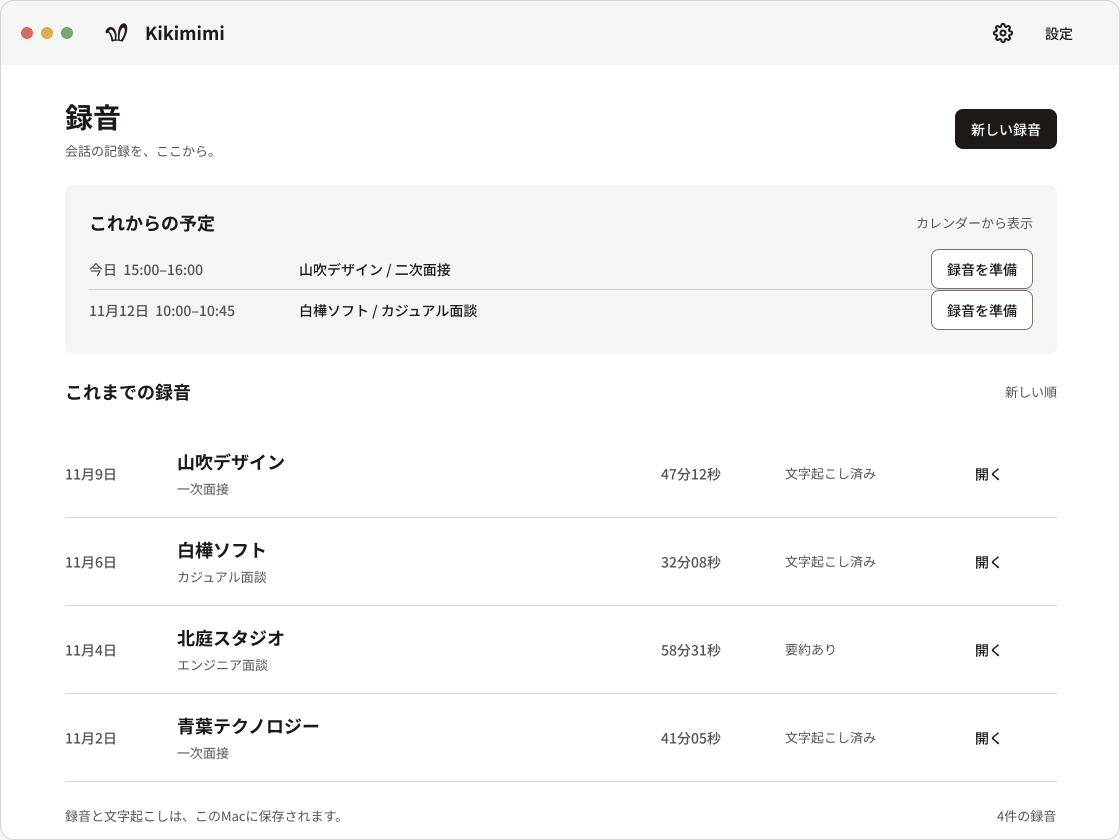 Kikimimi
設定
録音
会話の記録を、ここから。
新しい録音
これからの予定
カレンダーから表示
今日 15:00–16:00 山吹デザイン / 二次面接 録音を準備
11月12日 10:00–10:45 白樺ソフト / カジュアル面談 録音を準備
これまでの録音
新しい順
11月9日 山吹デザイン 47分12秒 文字起こし済み 開く
一次面接
11月6日 白樺ソフト 32分08秒 文字起こし済み 開く
カジュアル面談
11月4日 北庭スタジオ 58分31秒 要約あり 開く
エンジニア面談
11月2日 青葉テクノロジー 41分05秒 文字起こし済み 開く
一次面接
録音と文字起こしは、このMacに保存されます。
4件の録音